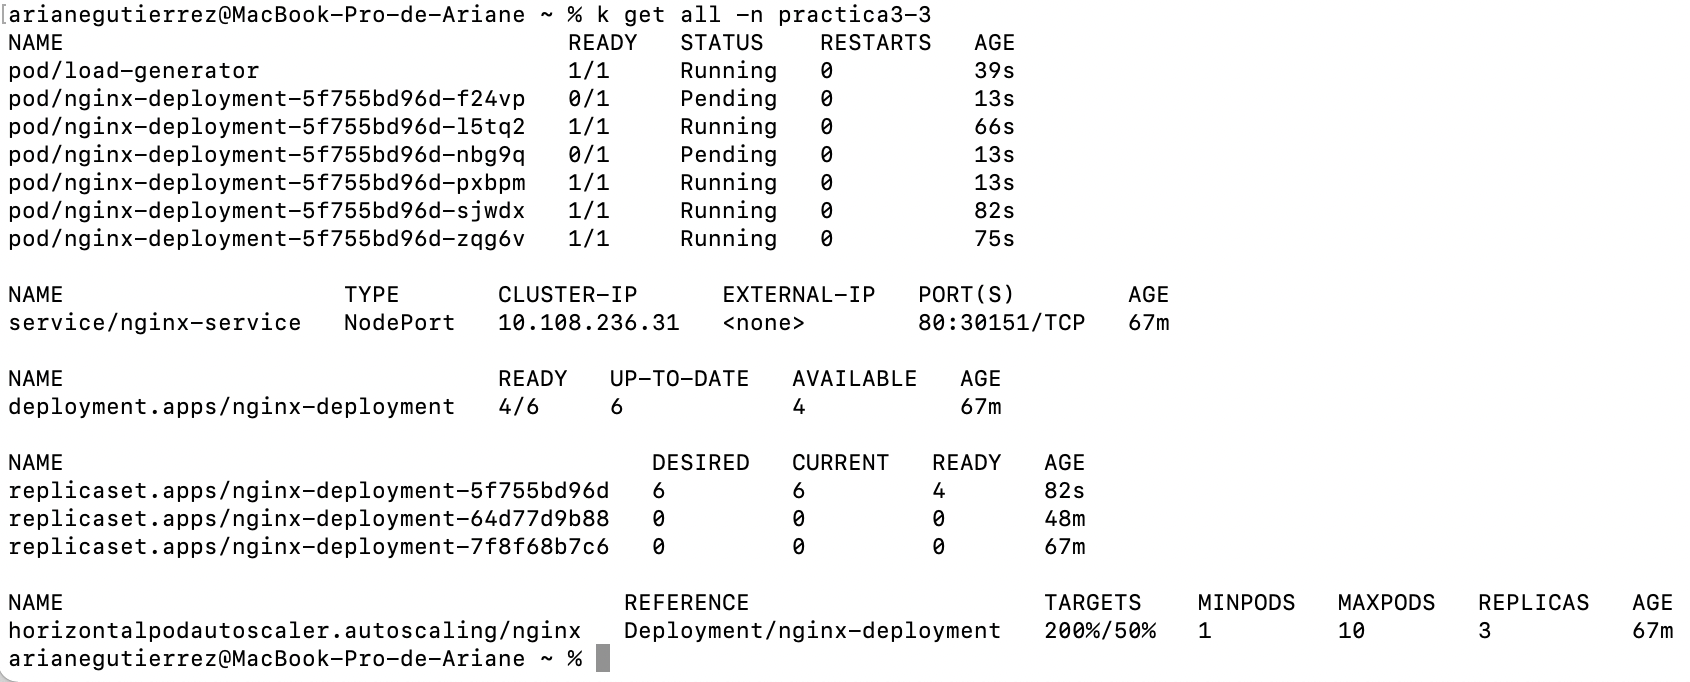 [arianegutierrez@MacBook-Pro-de-Ariane ~ % k get all -n practica3-3
NAME READY STATUS RESTARTS AGE
pod/load-generator 1/1 Running 0 39s
pod/nginx-deployment-5f755bd96d-f24vp 0/1 Pending 0 13s
pod/nginx-deployment-5f755bd96d-l5tq2 1/1 Running 0 66s
pod/nginx-deployment-5f755bd96d-nbg9q 0/1 Pending 0 13s
pod/nginx-deployment-5f755bd96d-pxbpm 1/1 Running 0 13s
pod/nginx-deployment-5f755bd96d-sjwdx 1/1 Running 0 82s
pod/nginx-deployment-5f755bd96d-zqg6v 1/1 Running 0 75s
NAME TYPE CLUSTER-IP EXTERNAL-IP PORT(S) AGE
service/nginx-service NodePort 10.108.236.31 <none> 80:30151/TCP 67m
NAME READY UP-TO-DATE AVAILABLE AGE
deployment.apps/nginx-deployment 4/6 6 4 67m
NAME DESIRED CURRENT READY AGE
replicaset.apps/nginx-deployment-5f755bd96d 6 6 4 82s
replicaset.apps/nginx-deployment-64d77d9b88 0 0 0 48m
replicaset.apps/nginx-deployment-7f8f68b7c6 0 0 0 67m
NAME REFERENCE TARGETS MINPODS MAXPODS REPLICAS AGE
horizontalpodautoscaler.autoscaling/nginx Deployment/nginx-deployment 200%/50% 1 10 3 67m
arianegutierrez@MacBook-Pro-de-Ariane ~ %